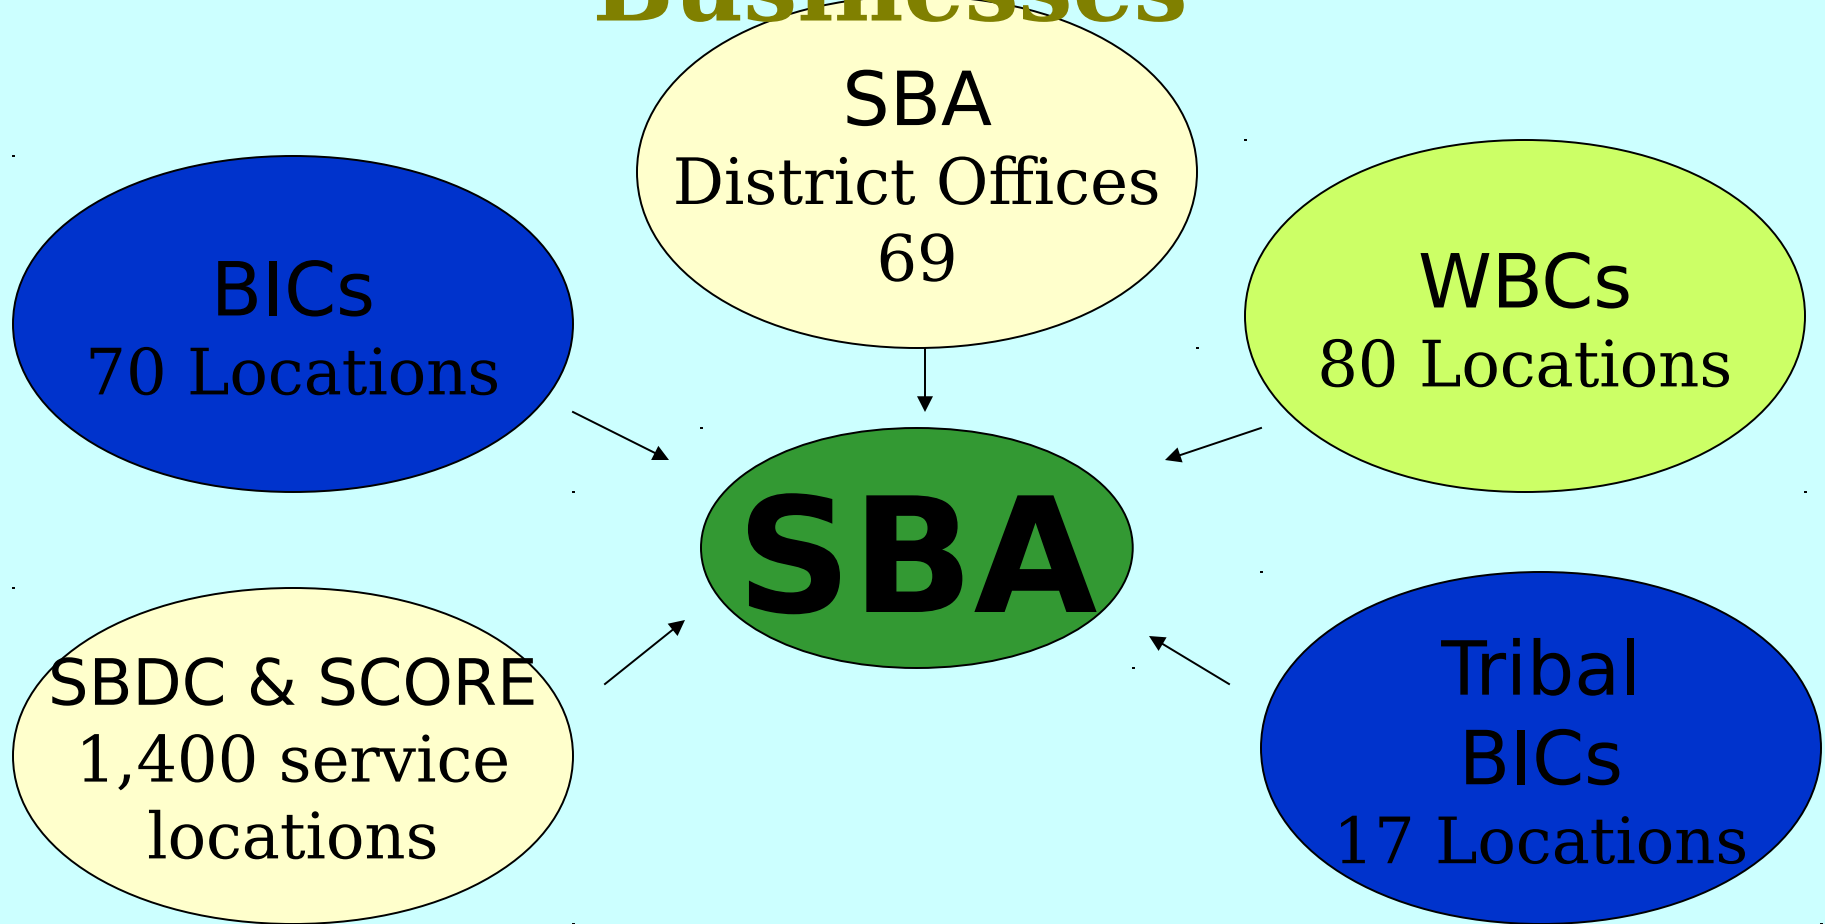 Businesses
SBA
District Offices
69
BICs
70 Locations
WBCs
80 Locations
SBA
SBDC & SCORE
1,400 service
locations
Tribal
BICs
17 Locations